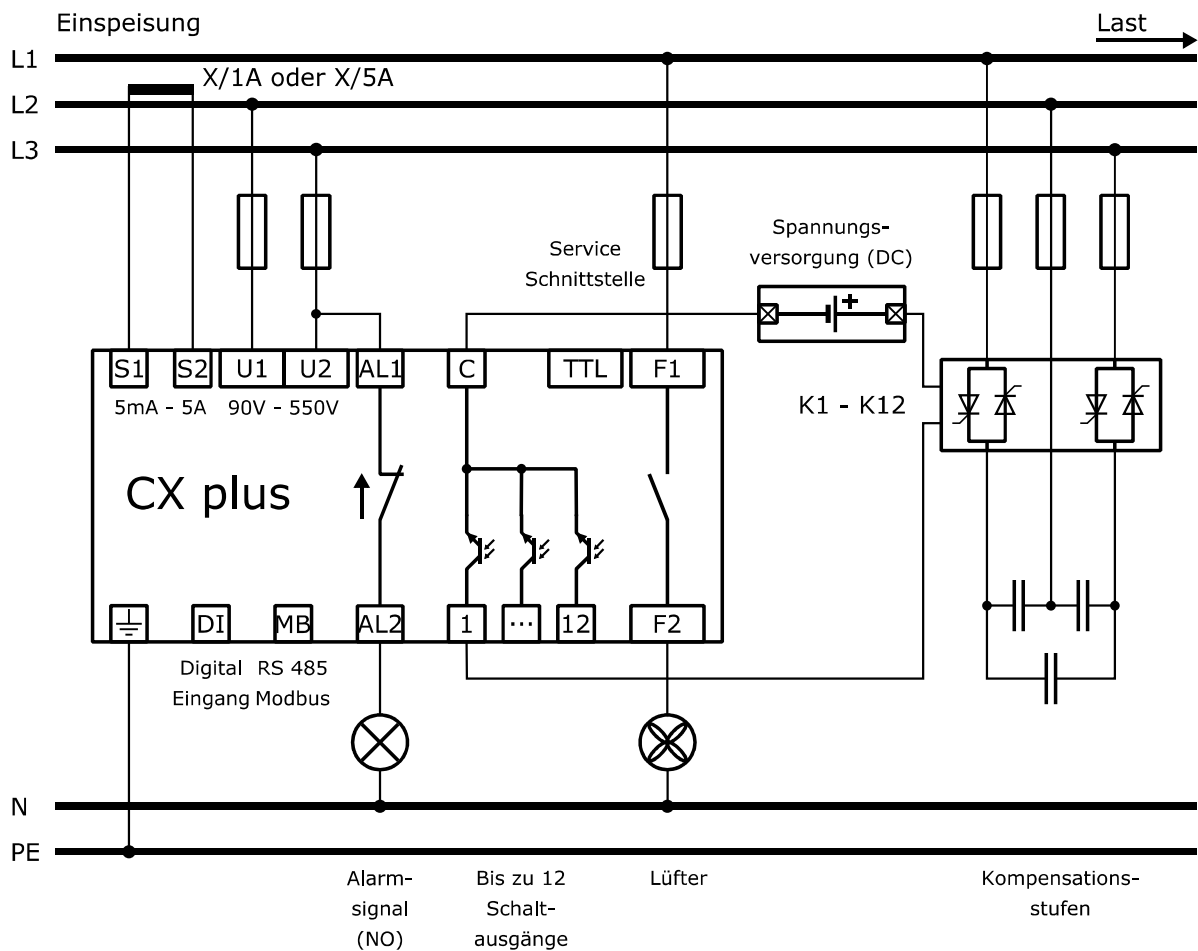 Einspeisung
Last
L1
X/1A oder X/5A
L2
L3
Service
Schnittstelle
Spannungs-
versorgung (DC)
S1 S2 U1 U2 AL1 C TTL F1
5mA - 5A 90V - 550V
K1 - K12
CX plus
DI MB AL2 1 ... 12 F2
Digital RS 485
Eingang Modbus
N
PE
Alarm-
signal
(NO)
Bis zu 12
Schalt-
ausgänge
Lüfter
Kompensations-
stufen